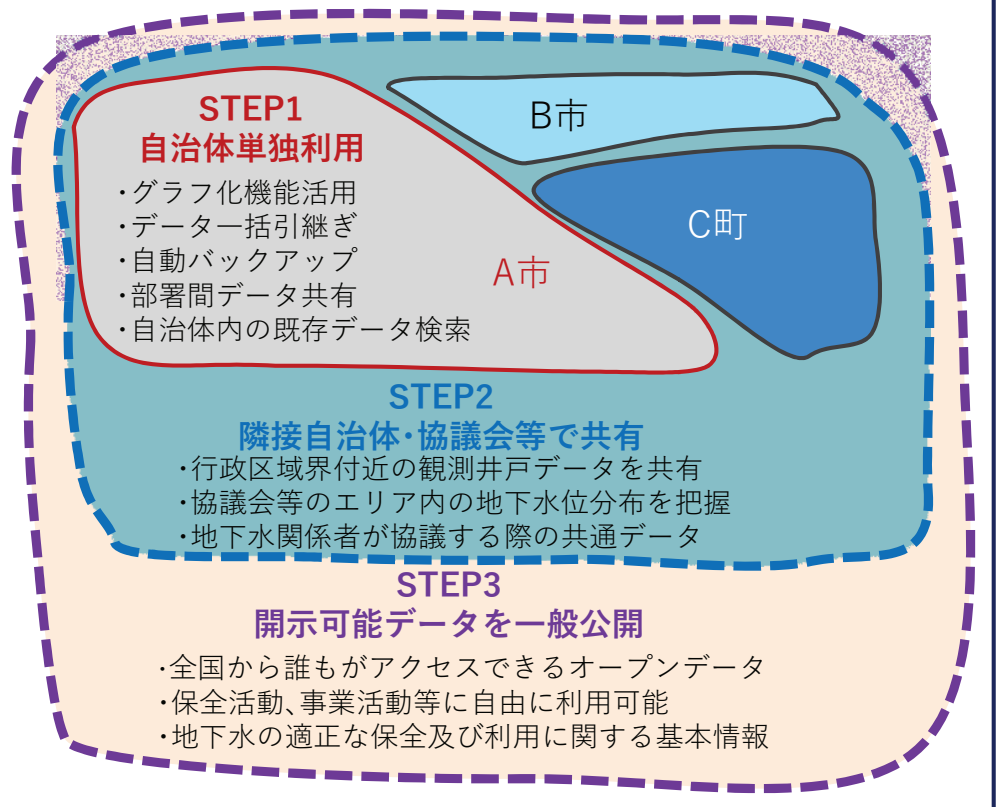 STEP1
自治体単独利用
・グラフ化機能活用
・データ一括引継ぎ
・自動バックアップ
・部署間データ共有
・自治体内の既存データ検索
A市
B市
C町
STEP2
隣接自治体・協議会等で共有
・行政区域界付近の観測井戸データを共有
・協議会等のエリア内の地下水位分布を把握
・地下水関係者が協議する際の共通データ
STEP3
開示可能データを一般公開
・全国から誰もがアクセスできるオープンデータ
・保全活動、事業活動等に自由に利用可能
・地下水の適正な保全及び利用に関する基本情報